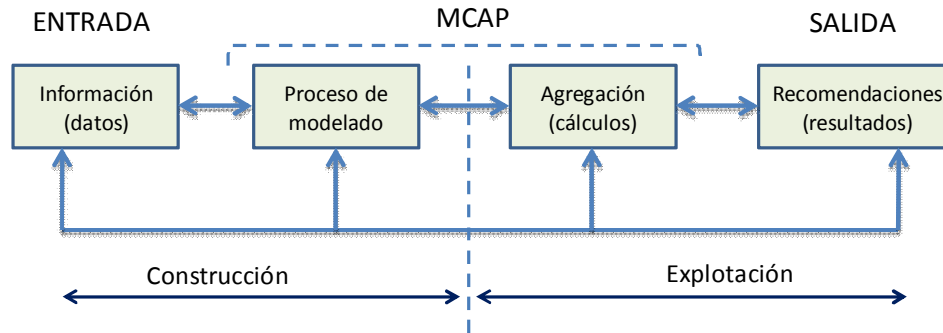 ENTRADA
MCAP
SALIDA
Información
(datos)
Proceso de
modelado
Agregación
(cálculos)
Recomendaciones
(resultados)
Construcción
Explotación